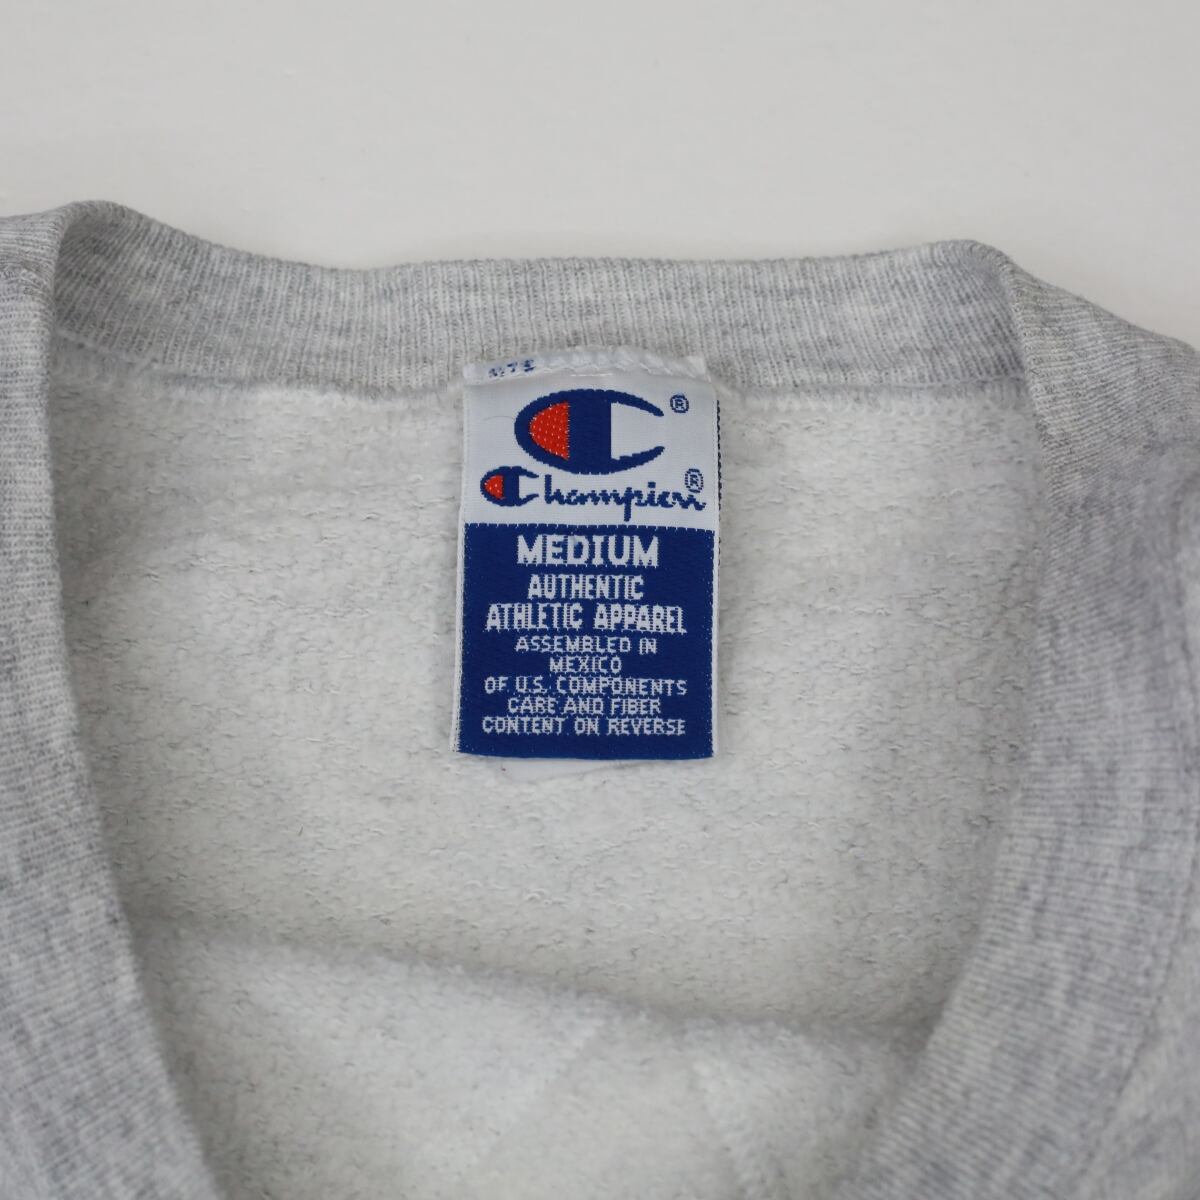 ®
Champion®
MEDIUM
AUTHENTIC
ATHLETIC APPAREL
ASSEMBLED IN
MEXICO
OF U.S. COMPONENTS
CARE AND FIBER
CONTENT ON REVERSE